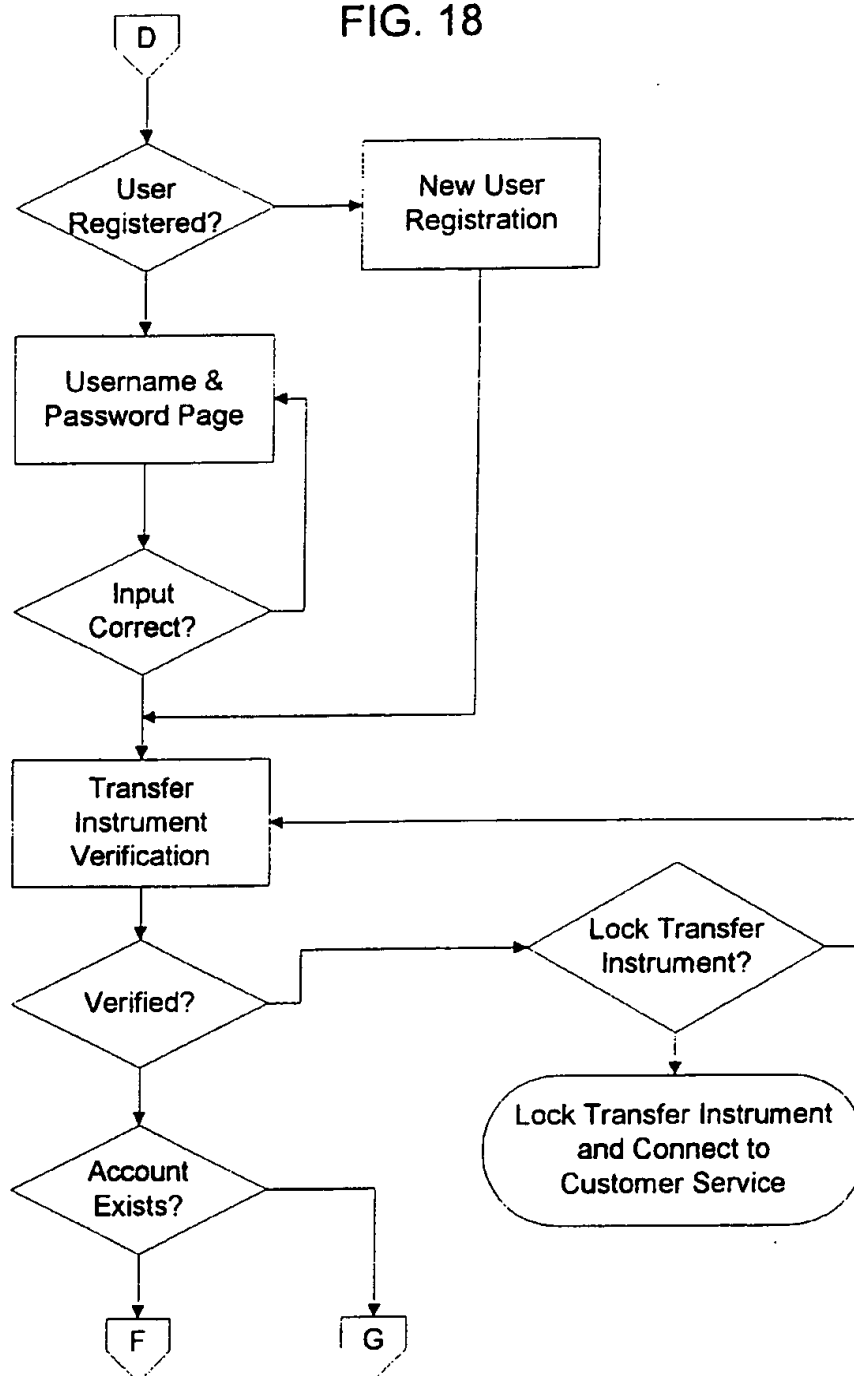 FIG. 18
D
User
Registered?
New User
Registration
Username &
Password Page
Input
Correct?
Transfer
Instrument
Verification
Lock Transfer
Instrument?
Verified?
Lock Transfer Instrument
and Connect to
Customer Service
Account
Exists?
F
G